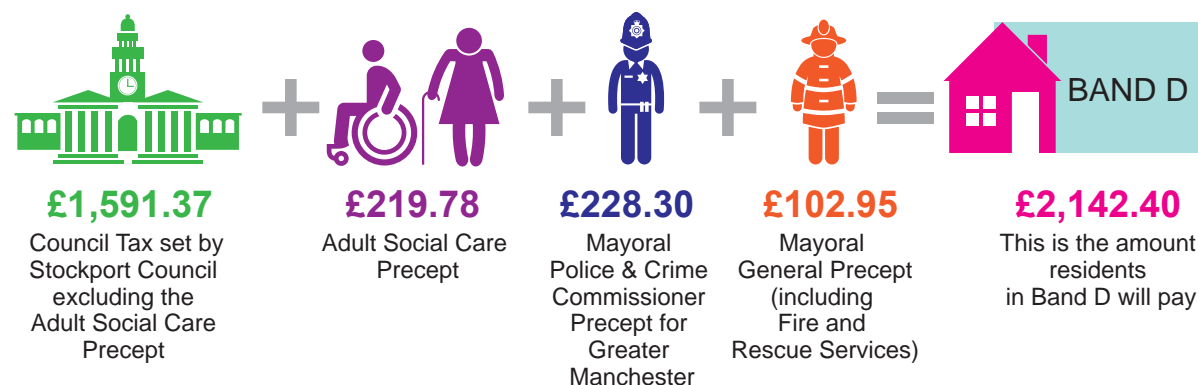 BAND D
£1,591.37
Council Tax set by
Stockport Council
excluding the
Adult Social Care
Precept
£219.78
Adult Social Care
Precept
£228.30
Mayoral
Police & Crime
Commissioner
Precept for
Greater
Manchester
£102.95
Mayoral
General Precept
(including
Fire and
Rescue Services)
£2,142.40
This is the amount
residents
in Band D will pay